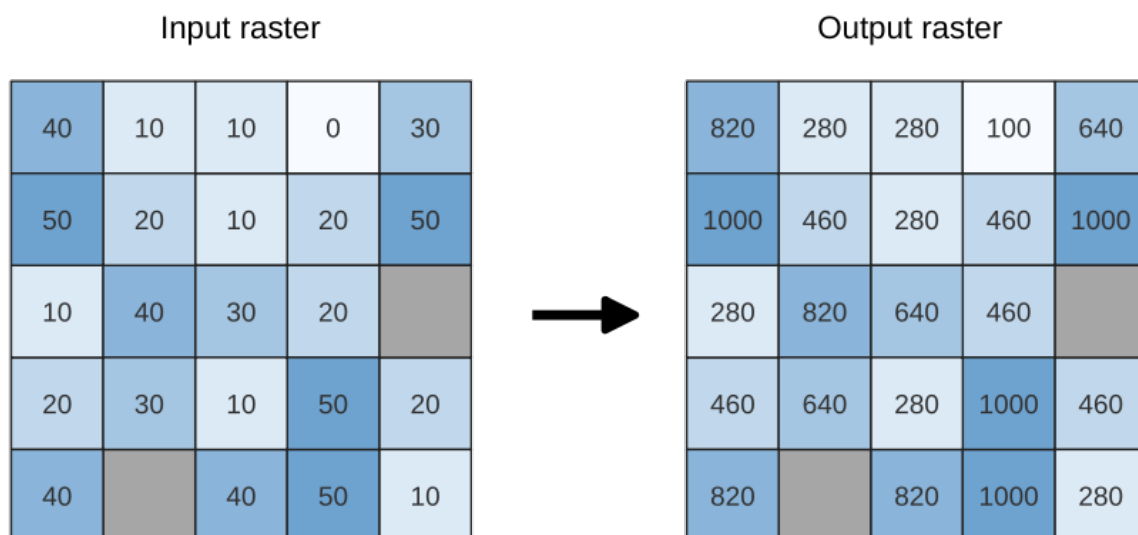 Input raster
Output raster
40 10 10 0 30
820 280 280 100 640
50 20 10 20 50
1000 460 280 460 1000
10 40 30 20
280 820 640 460
20 30 10 50 20
460 640 280 1000 460
40 40 50 10
820 820 1000 280